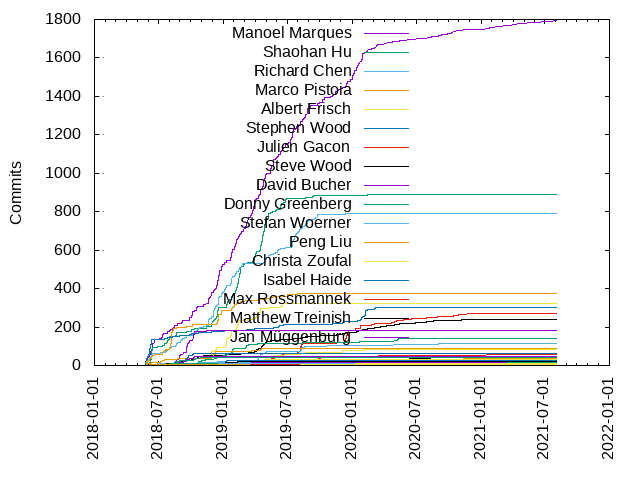 Commits
1800
1600
1400
1200
1000
800
600
400
200
0
Manoel Marques
Shaohan Hu
Richard Chen
Marco Pistoia
Albert Frisch
Stephen Wood
Julien Gacon
Steve Wood
David Bucher
Donny Greenberg
Stefan Woerner
Peng Liu
Christa Zoufal
Isabel Haide
Max Rossmannek
Matthew Treinish
Jan Müggenburg
2018-01-01
2018-07-01
2019-01-01
2019-07-01
2020-01-01
2020-07-01
2021-01-01
2021-07-01
2022-01-01